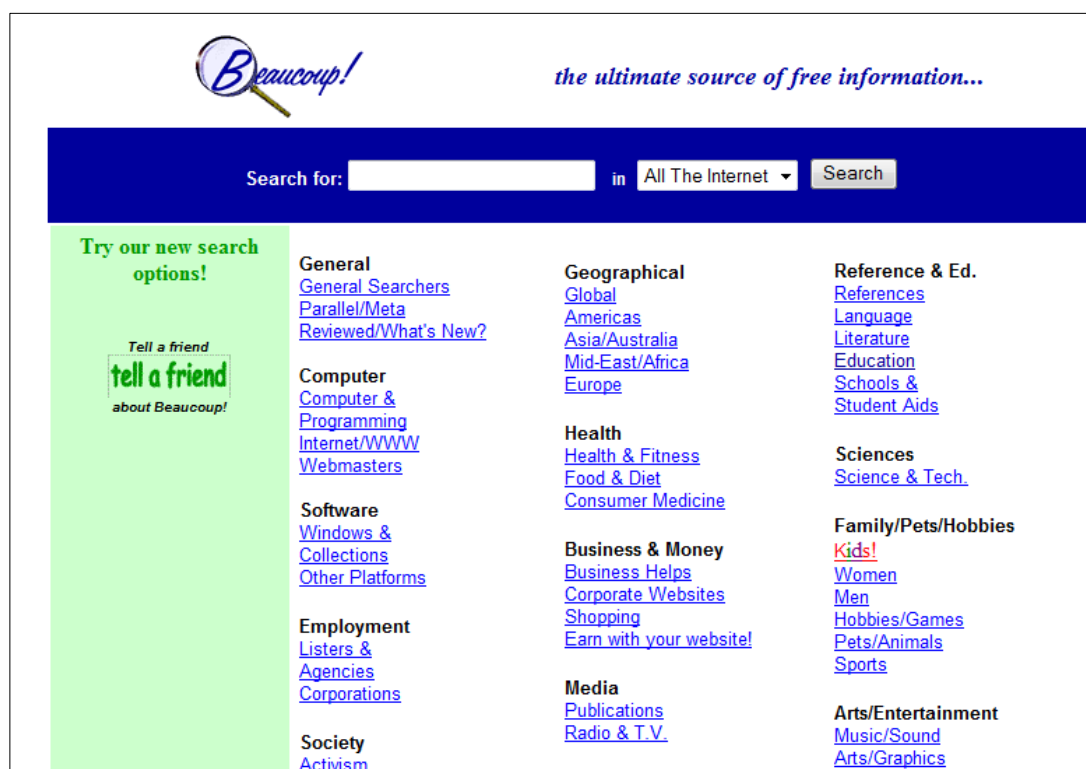 Beaucoup!
the ultimate source of free information...
Search for:
in
All The Internet
Search
Try our new search
options!
Tell a friend
tell a friend
about Beaucoup!
General
General Searchers
Parallel/Meta
Reviewed/What's New?
Computer
Computer &
Programming
Internet/WWW
Webmasters
Software
Windows &
Collections
Other Platforms
Employment
Listers &
Agencies
Corporations
Society
Activism
Geographical
Global
Americas
Asia/Australia
Mid-East/Africa
Europe
Health
Health & Fitness
Food & Diet
Consumer Medicine
Business & Money
Business Helps
Corporate Websites
Shopping
Earn with your website!
Media
Publications
Radio & T.V.
Reference & Ed.
References
Language
Literature
Education
Schools &
Student Aids
Sciences
Science & Tech.
Family/Pets/Hobbies
Kids!
Women
Men
Hobbies/Games
Pets/Animals
Sports
Arts/Entertainment
Music/Sound
Arts/Graphics